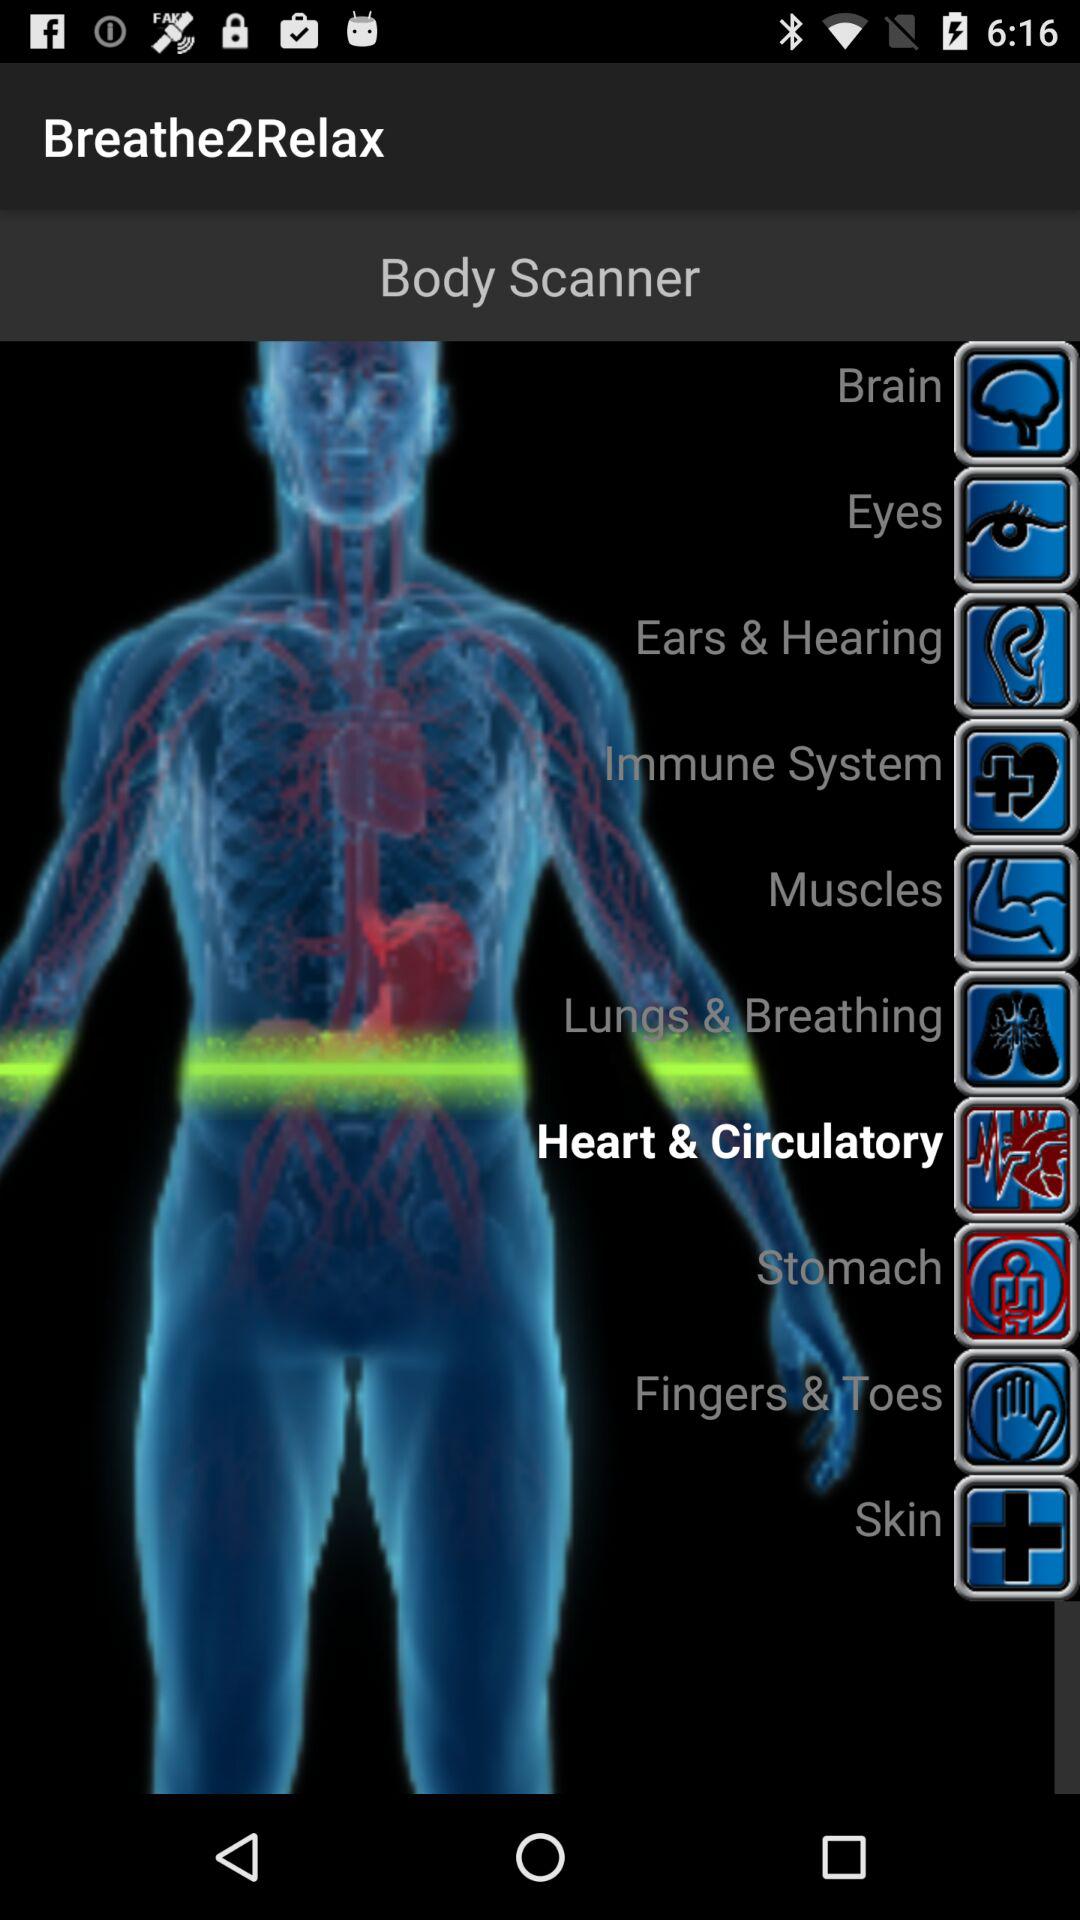 FAKE
6:16
Breathe2Relax
Body Scanner
Brain
Eyes
Ears & Hearing
Immune System
Muscles
Lungs & Breathing
Heart & Circulatory
Stomach
Fingers & Toes
Skin